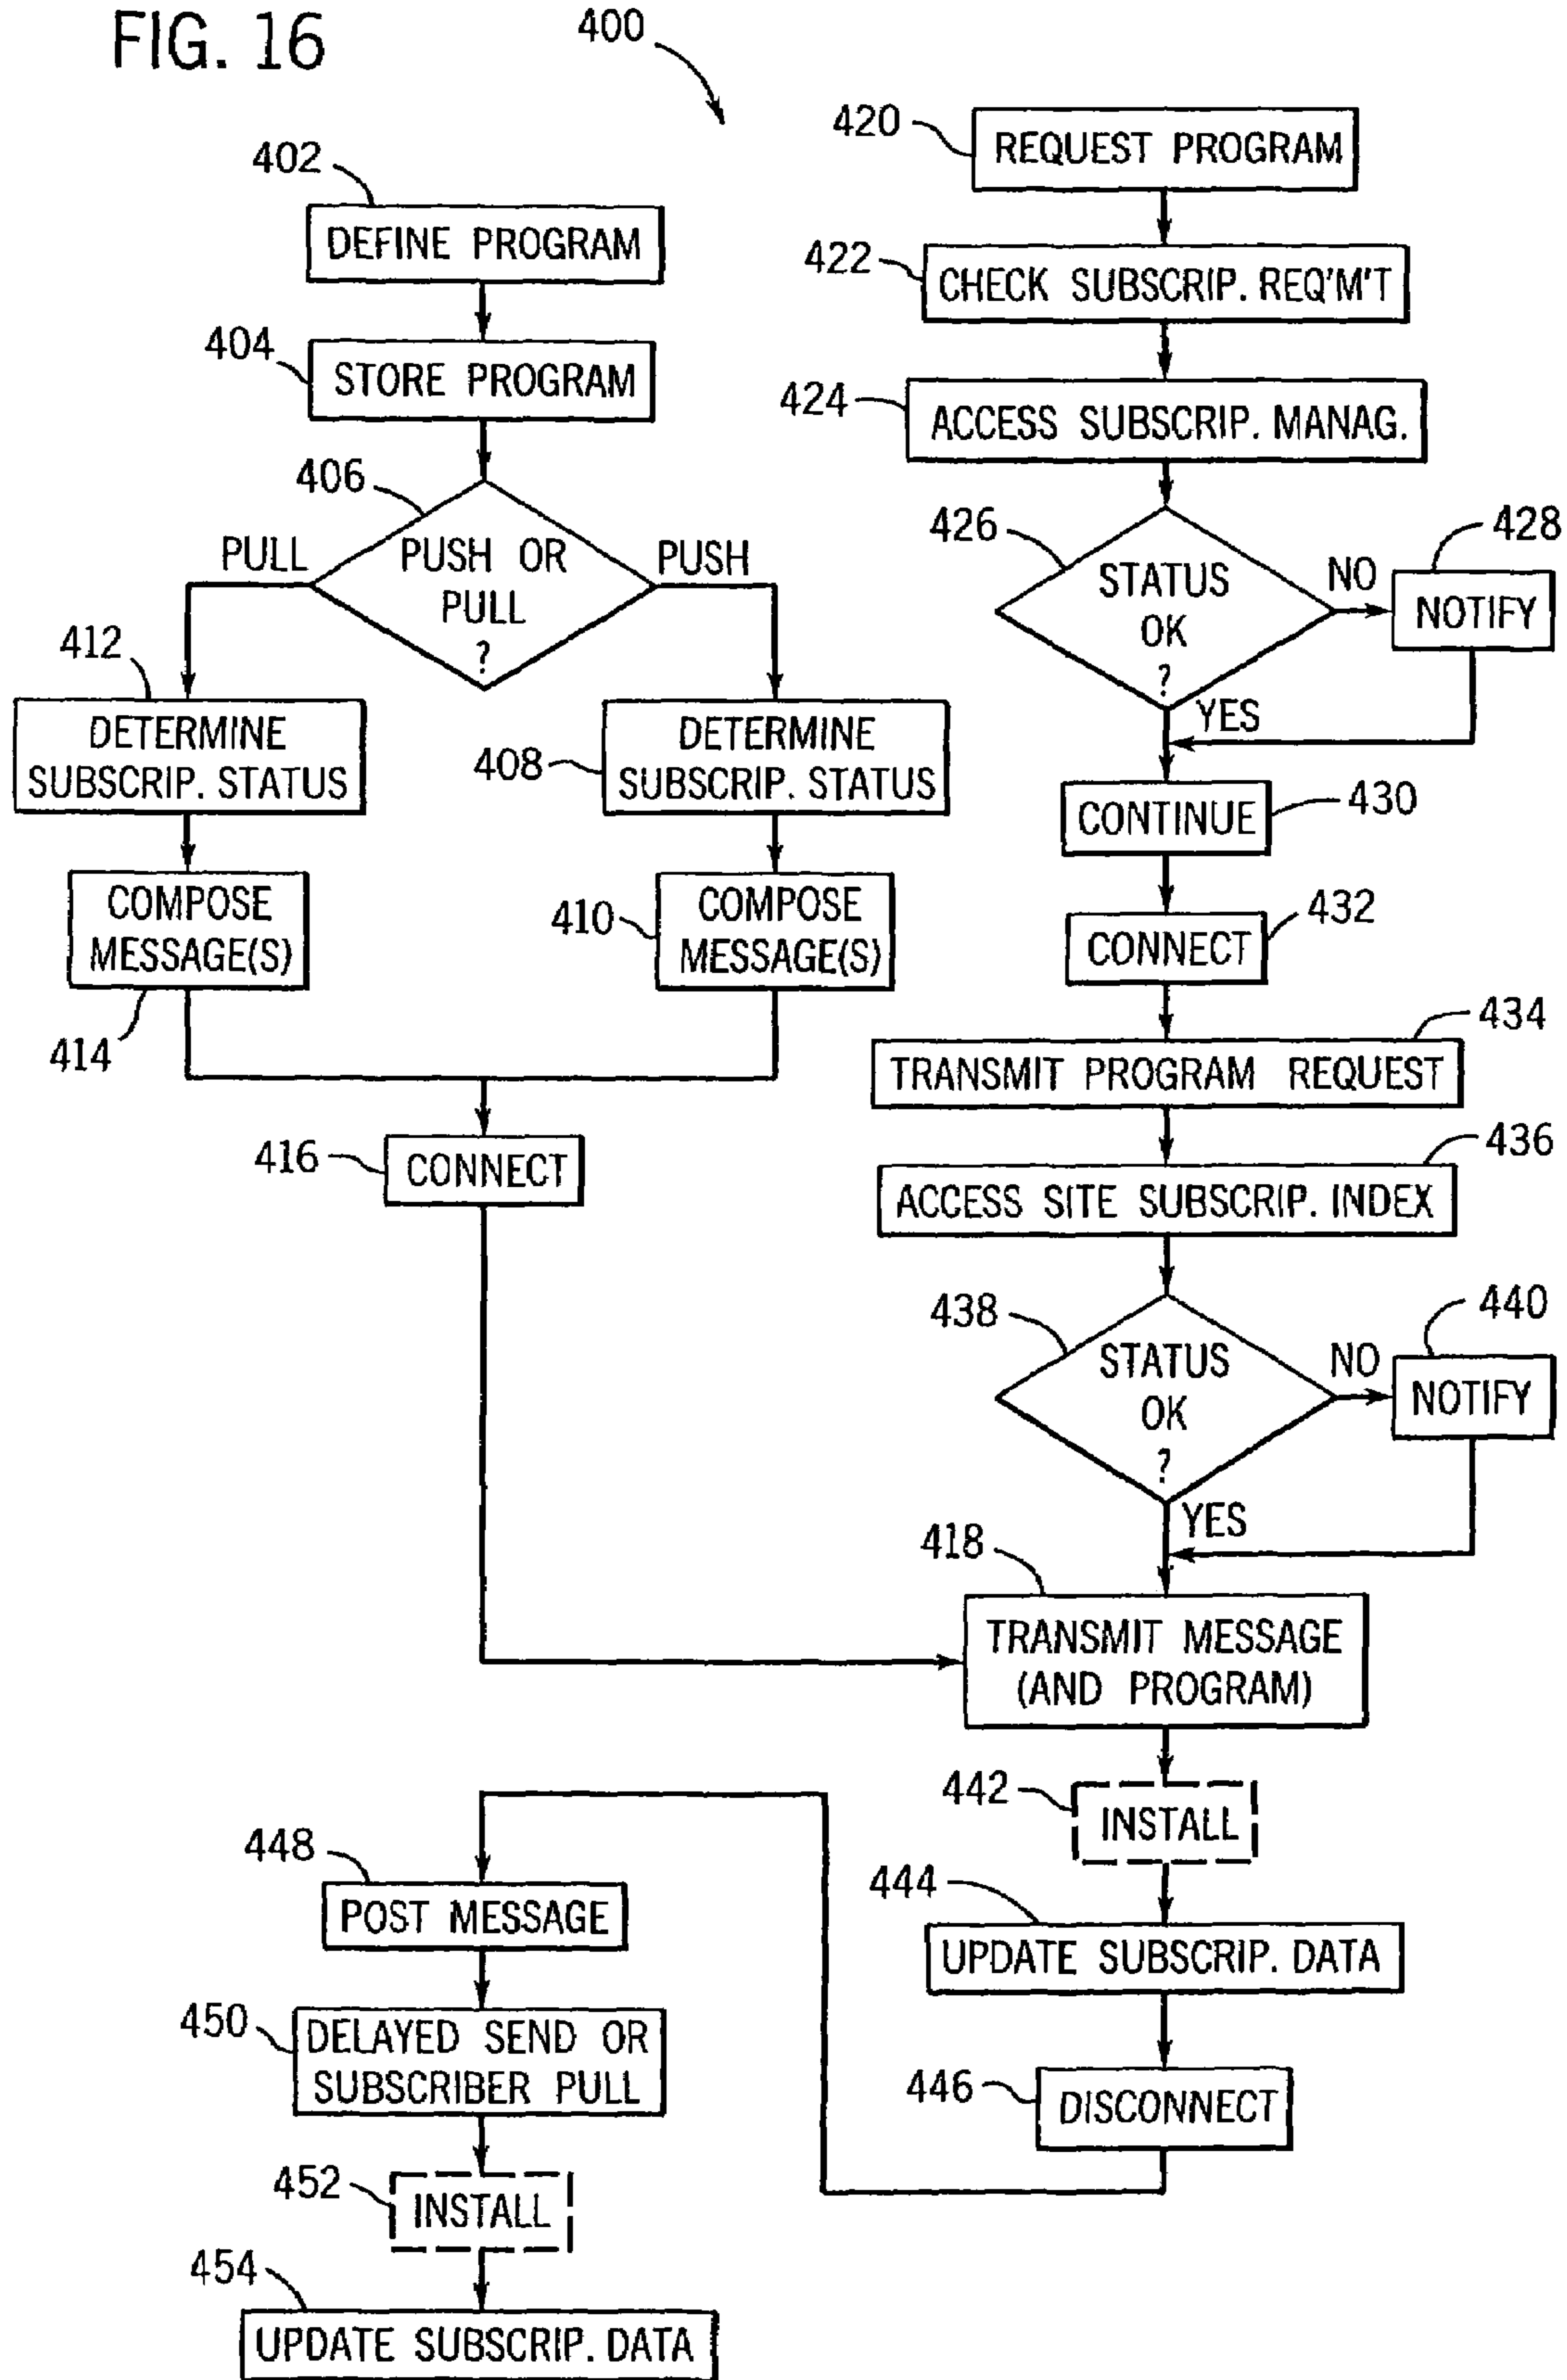 FIG. 16
400
402
DEFINE PROGRAM
404
STORE PROGRAM
406
PULL
PUSH OR
PULL
?
PUSH
412
DETERMINE
SUBSCRIP. STATUS
408
DETERMINE
SUBSCRIP. STATUS
COMPOSE
MESSAGE(S)
414
410
COMPOSE
MESSAGE(S)
416
CONNECT
420
REQUEST PROGRAM
422
CHECK SUBSCRIP. REQ'M'T
424
ACCESS SUBSCRIP. MANAG.
426
STATUS
OK
?
NO
428
NOTIFY
YES
CONTINUE
430
CONNECT
432
434
TRANSMIT PROGRAM REQUEST
436
ACCESS SITE SUBSCRIP. INDEX
438
STATUS
OK
?
NO
440
NOTIFY
YES
418
TRANSMIT MESSAGE
(AND PROGRAM)
442
INSTALL
444
UPDATE SUBSCRIP. DATA
446
DISCONNECT
448
POST MESSAGE
450
DELAYED SEND OR
SUBSCRIBER PULL
452
INSTALL
454
UPDATE SUBSCRIP. DATA